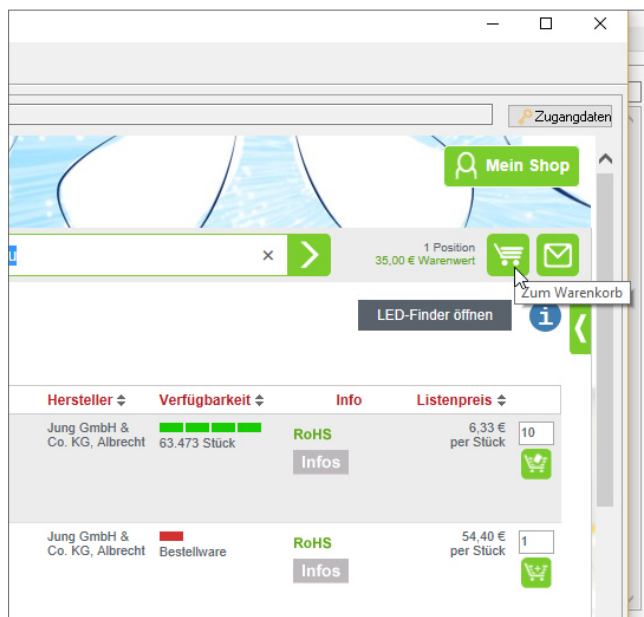 Zugangdaten
Mein Shop
u
1 Position
35,00 € Warenwert
Zum Warenkorb
LED-Finder öffnen
i
Hersteller
Verfügbarkeit
Info
Listenpreis
Jung GmbH &
Co. KG, Albrecht
63.473 Stück
RoHS
Infos
6,33 €
per Stück
10
Jung GmbH &
Co. KG, Albrecht
Bestellware
RoHS
Infos
54,40 €
per Stück
1